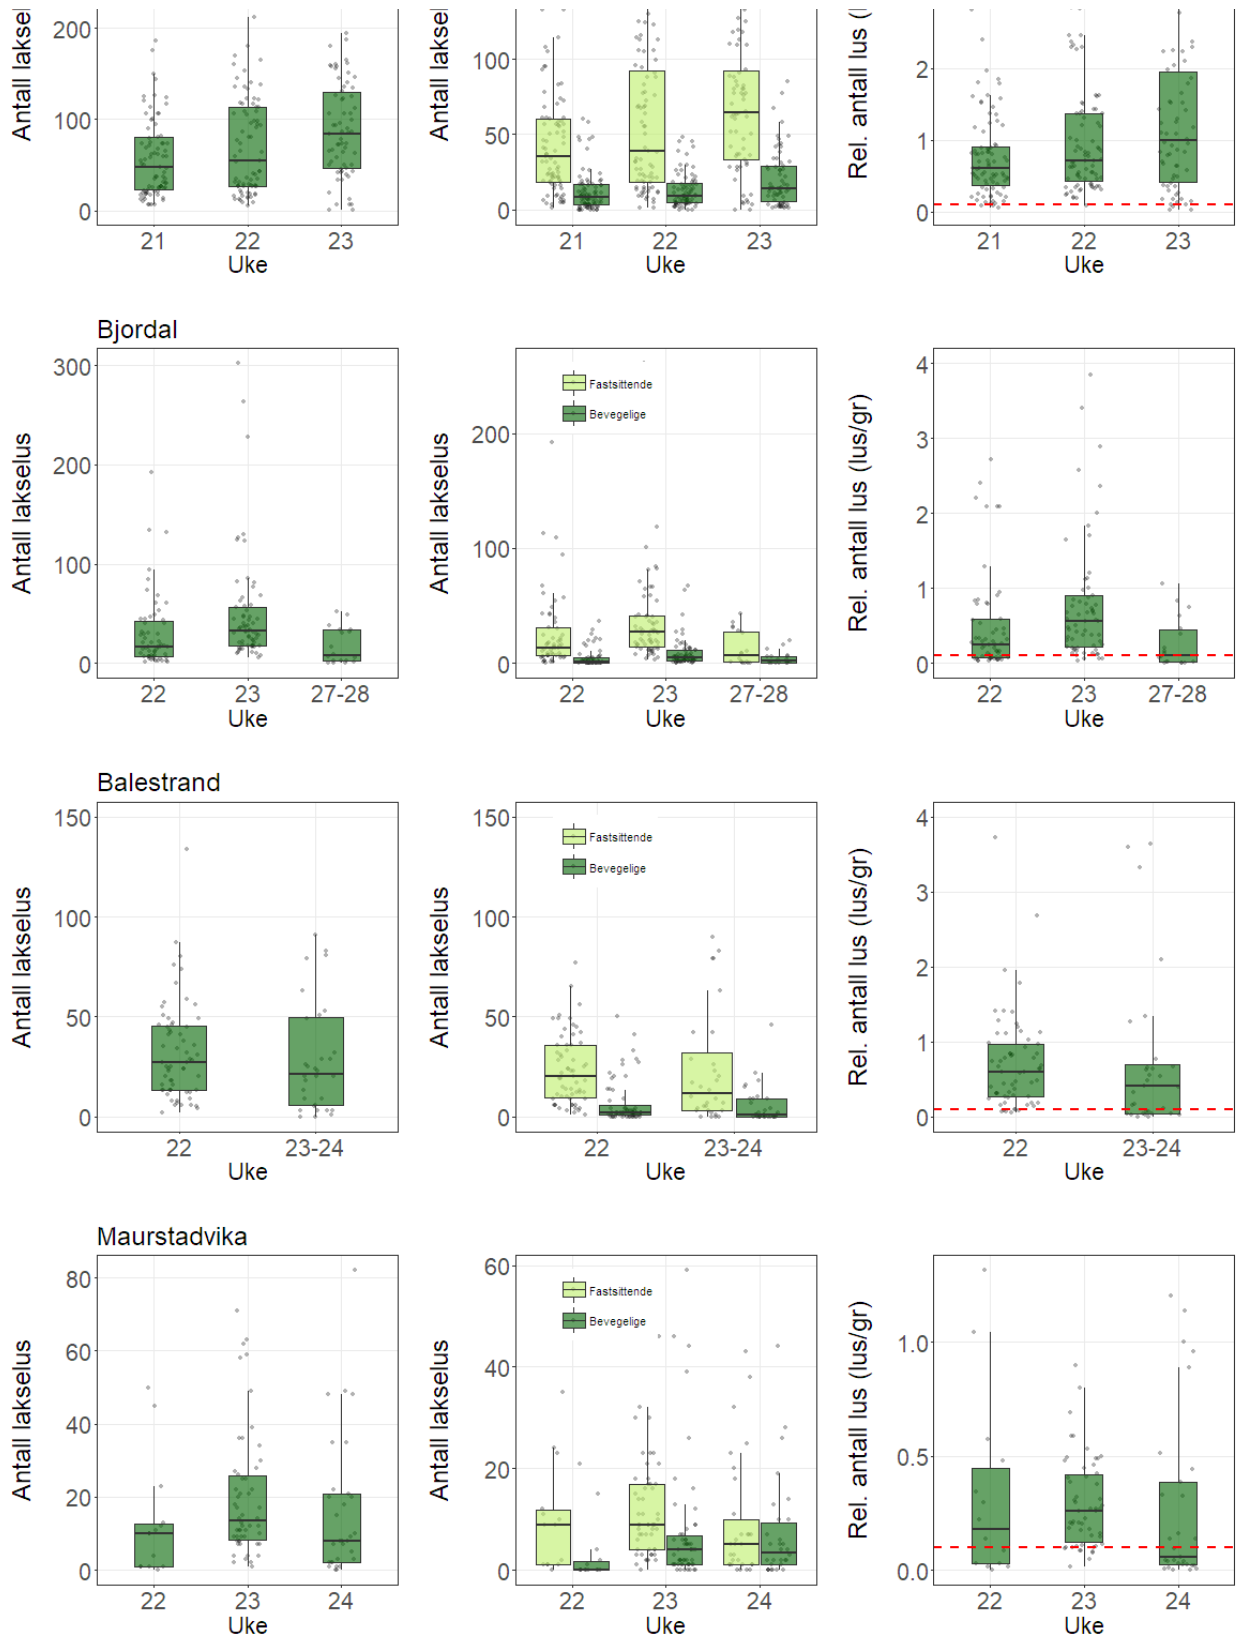 Antall laksel
200
100
0
21 22 23
Uke
Antall laksel
100
50
0
21 22 23
Uke
Rel. antall lus (
2
1
0
21 22 23
Uke
Bjordal
Antall lakselus
300
200
100
0
22 23 27-28
Uke
Antall lakselus
200
100
0
Fastsittende
Bevegelige
22 23 27-28
Uke
Rel. antall lus (lus/gr)
4
3
2
1
0
22 23 27-28
Uke
Balestrand
Antall lakselus
150
100
50
0
22 23-24
Uke
Antall lakselus
150
100
50
0
Fastsittende
Bevegelige
22 23-24
Uke
Rel. antall lus (lus/gr)
4
3
2
1
0
22 23-24
Uke
Maurstadvika
Antall lakselus
80
60
40
20
0
22 23 24
Uke
Antall lakselus
60
40
20
0
Fastsittende
Bevegelige
22 23 24
Uke
Rel. antall lus (lus/gr)
1.0
0.5
0.0
22 23 24
Uke